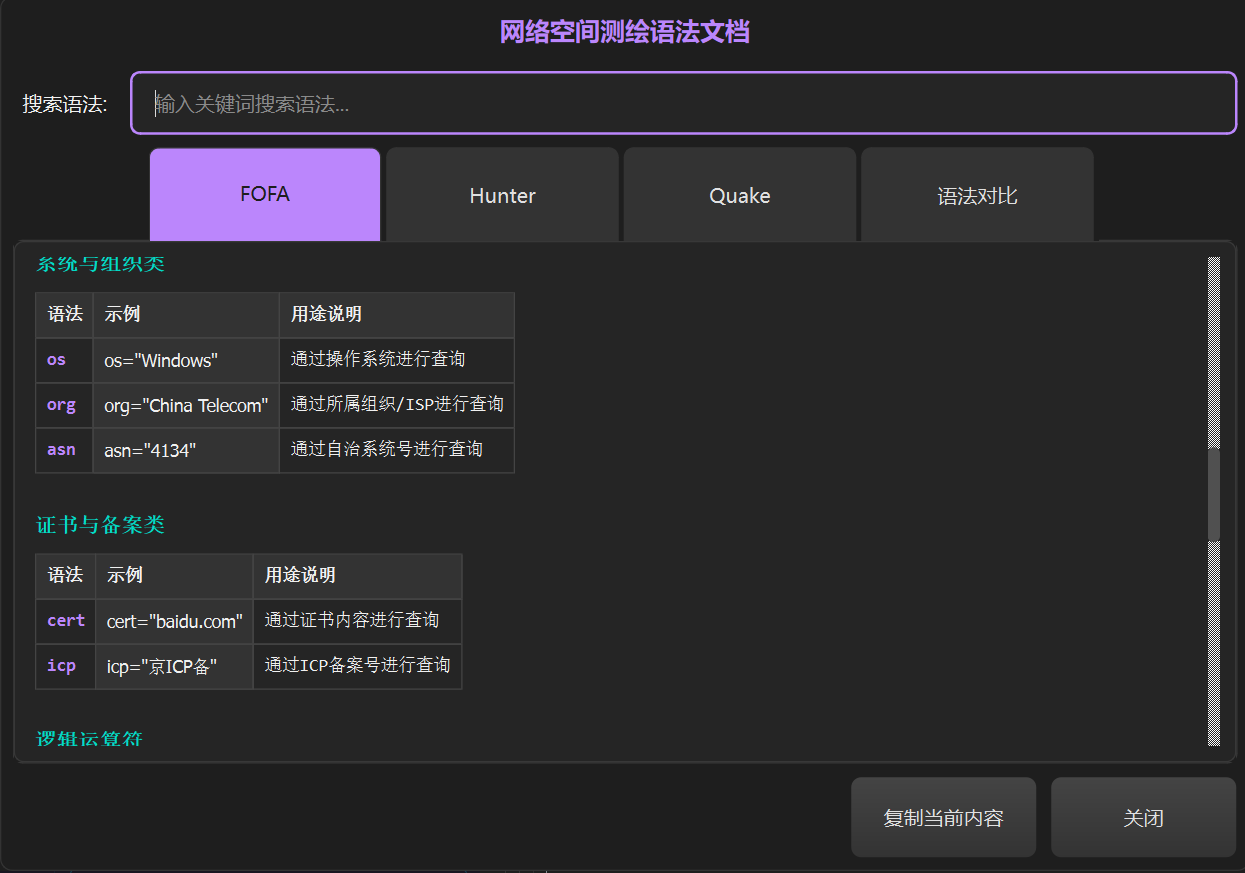 网络空间测绘语法文档
搜索语法: 输入关键词搜索语法...
FOFA Hunter Quake 语法对比
系统与组织类
语法 示例 用途说明
os os="Windows" 通过操作系统进行查询
org org="China Telecom" 通过所属组织/ISP进行查询
asn asn="4134" 通过自治系统号进行查询
证书与备案类
语法 示例 用途说明
cert cert="baidu.com" 通过证书内容进行查询
icp icp="京ICP备" 通过ICP备案号进行查询
逻辑运算符
复制当前内容 关闭